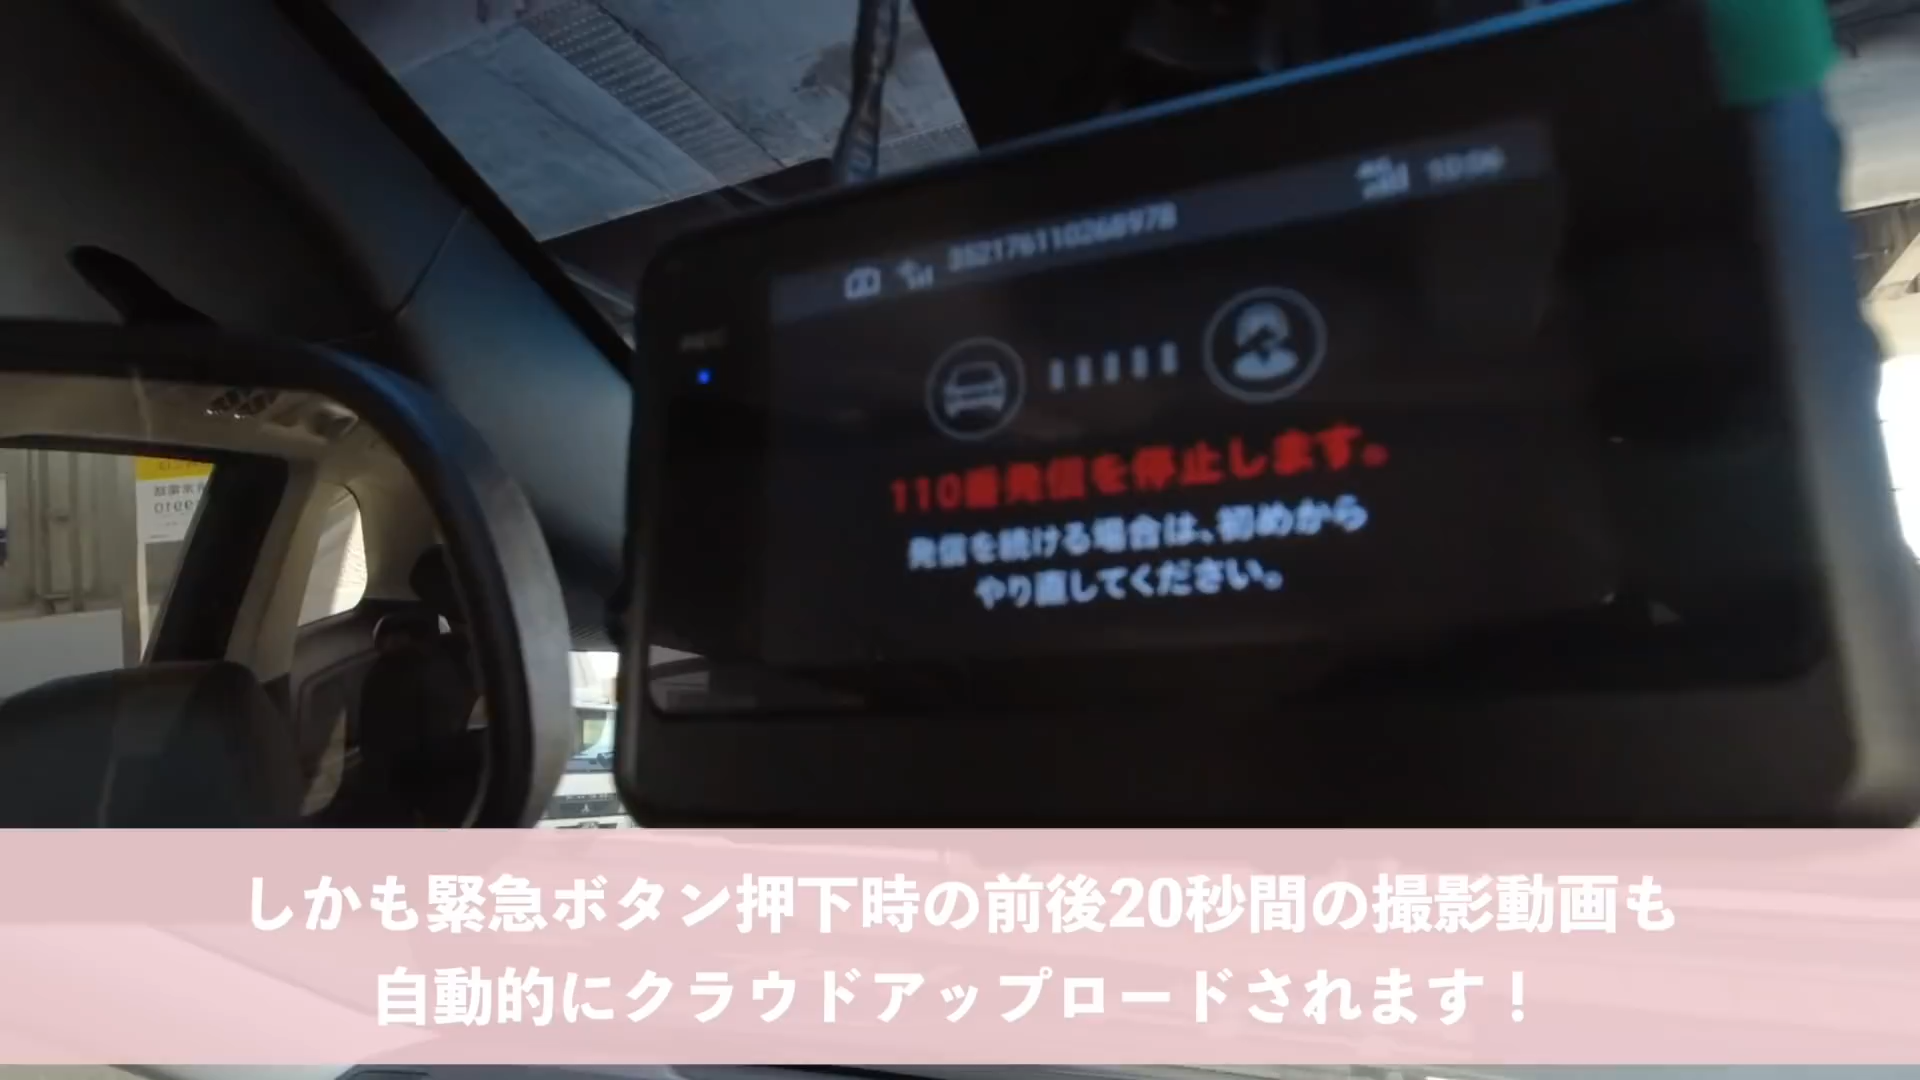 352176110268978
110番発信を停止します。
発信を続ける場合は、初めから
やり直してください。
しかも緊急ボタン押下時の前後20秒間の撮影動画も
自動的にクラウドアップロードされます！